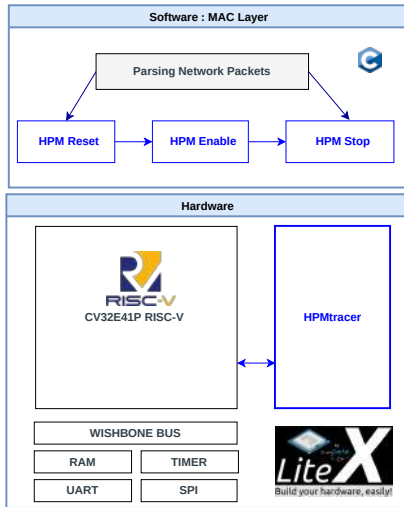 Software : MAC Layer
Parsing Network Packets
C
HPM Reset
HPM Enable
HPM Stop
Hardware
RISC-V
CV32E41P RISC-V
HPMtracer
WISHBONE BUS
RAM
TIMER
UART
SPI
LiteX
Build your hardware, easily!